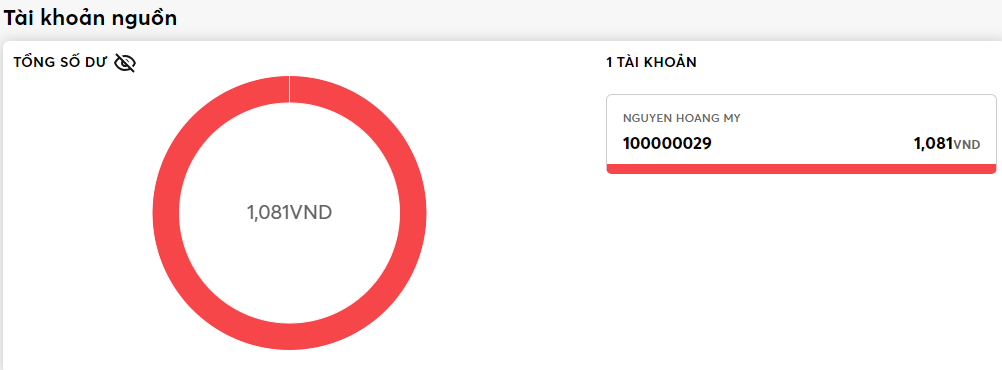 Tài khoản nguồn
TỔNG SỐ DƯ
1,081VND
1 TÀI KHOẢN
NGUYEN HOANG MY
100000029 1,081VND